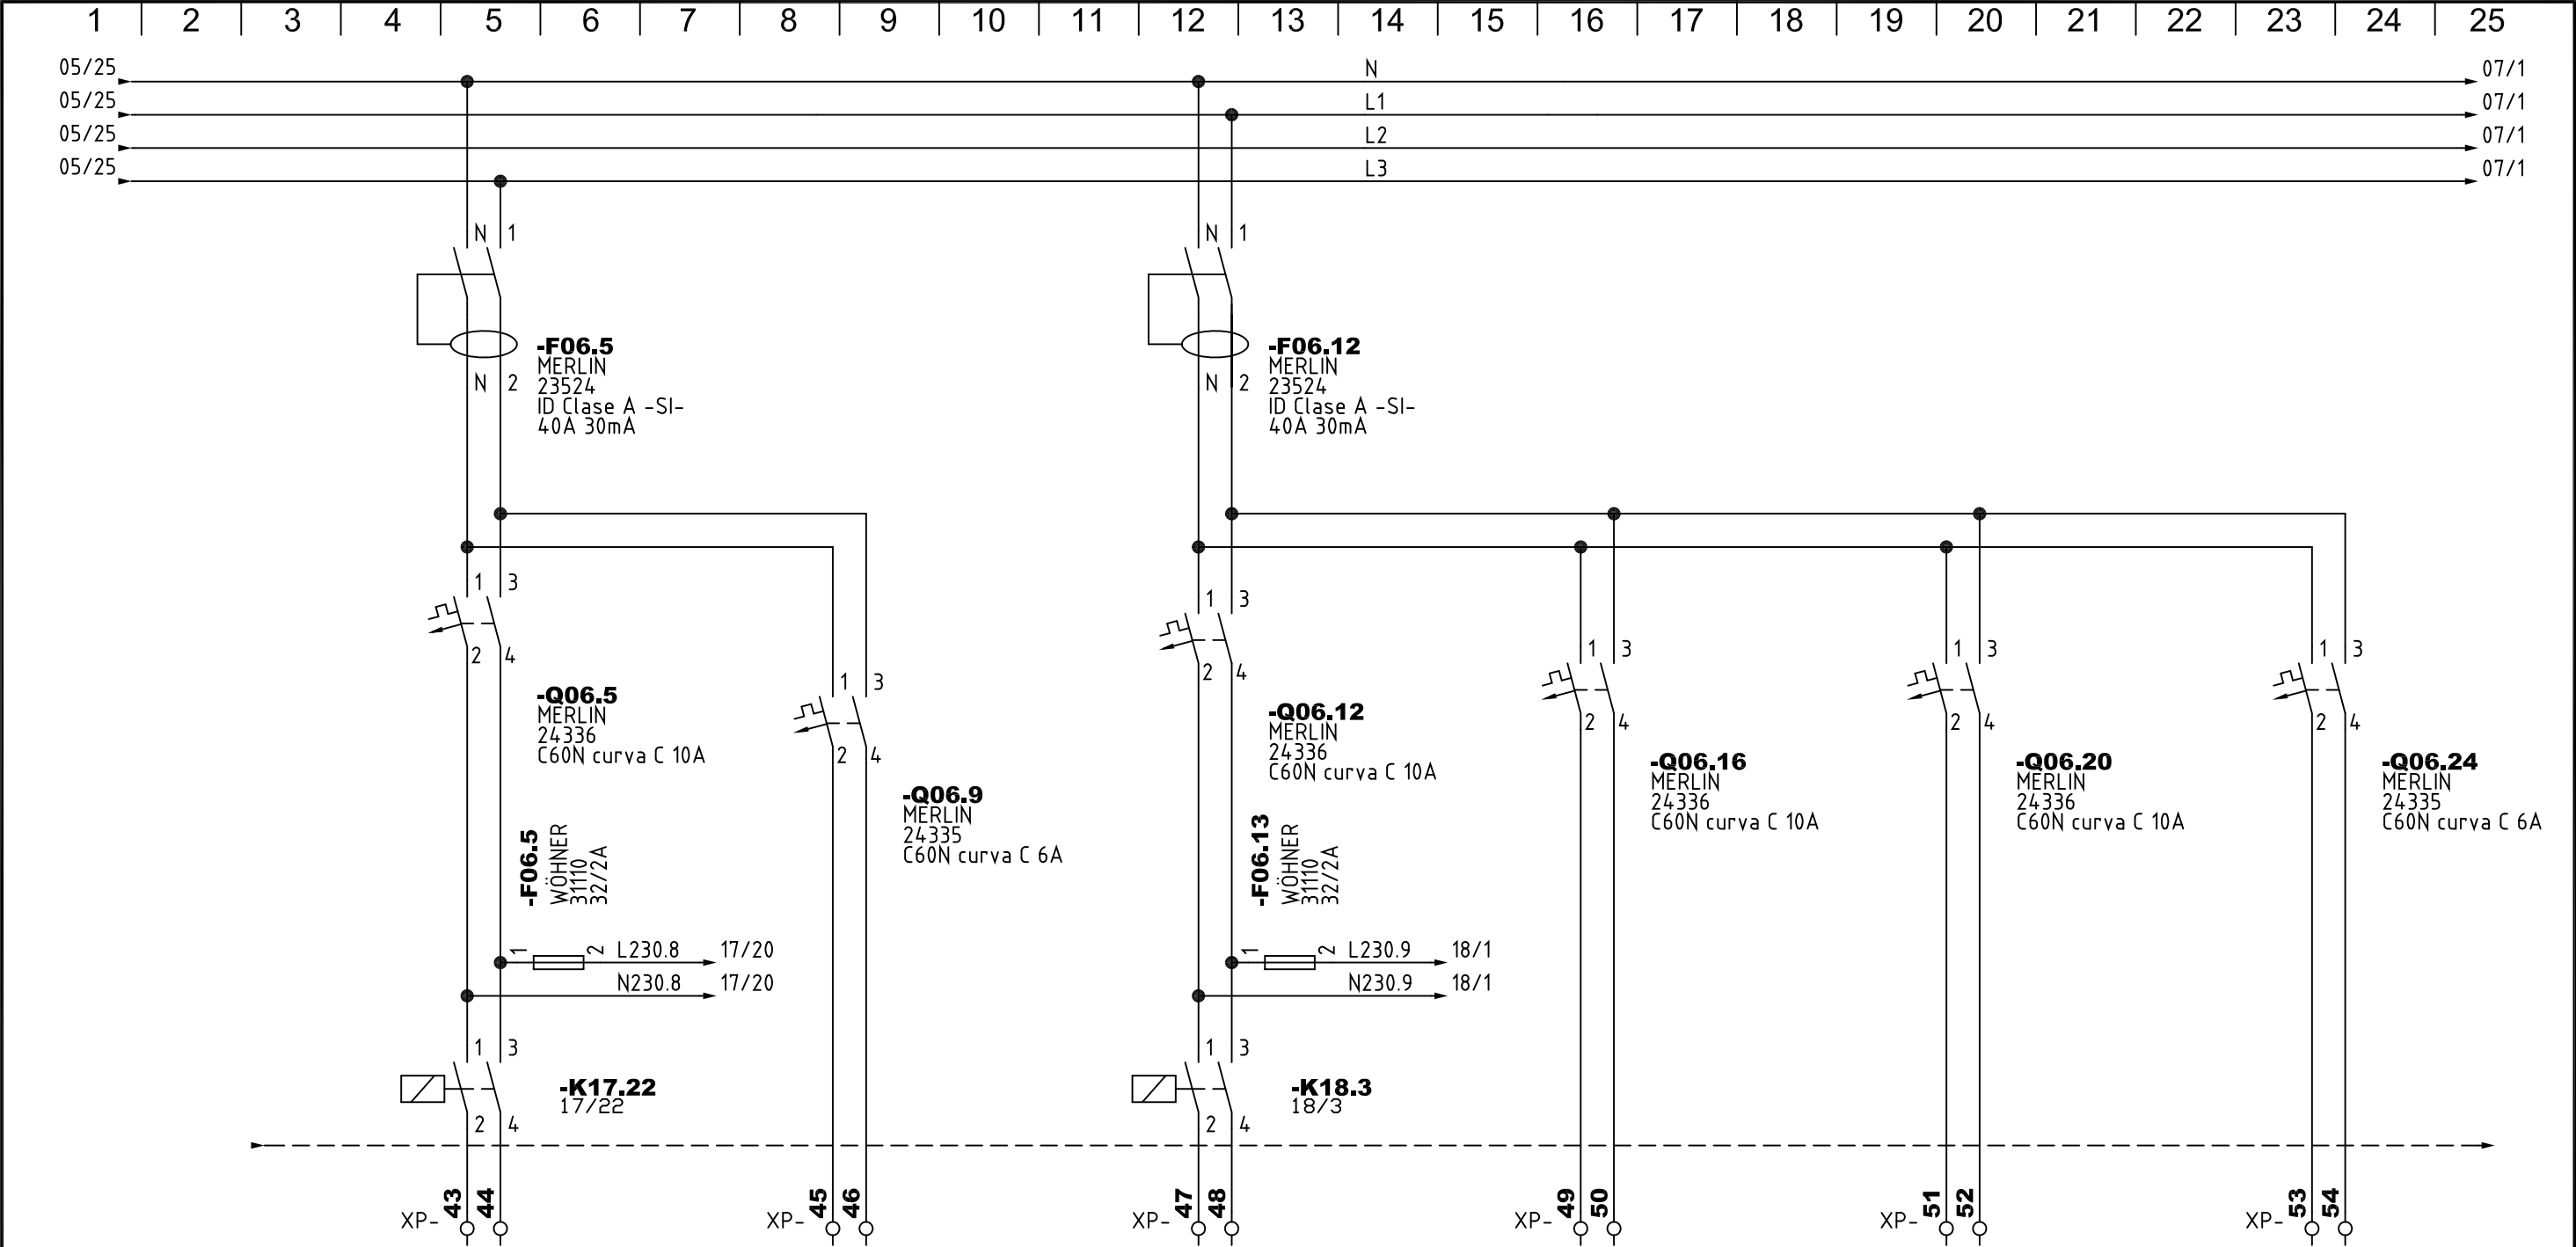 1 2 3 4 5 6 7 8 9 10 11 12 13 14 15 16 17 18 19 20 21 22 23 24 25
05/25 N 07/1
05/25 L1 07/1
05/25 L2 07/1
05/25 L3 07/1
N 1
N 2
-F06.5
MERLIN
23524
ID Clase A -SI-
40A 30mA
N 1
N 2
-F06.12
MERLIN
23524
ID Clase A -SI-
40A 30mA
1 3
2 4
-Q06.5
MERLIN
24336
C60N curva C 10A
1 3
2 4
-Q06.9
MERLIN
24335
C60N curva C 6A
1 3
2 4
-Q06.12
MERLIN
24336
C60N curva C 10A
1 3
2 4
-Q06.16
MERLIN
24336
C60N curva C 10A
1 3
2 4
-Q06.20
MERLIN
24336
C60N curva C 10A
1 3
2 4
-Q06.24
MERLIN
24335
C60N curva C 6A
-F06.5
WÖHNER
31110
32/2A
1 2 L230.8 17/20
N230.8 17/20
-F06.13
WÖHNER
31110
32/2A
1 2 L230.9 18/1
N230.9 18/1
1 3
2 4
-K17.22
17/22
1 3
2 4
-K18.3
18/3
XP- 43 44
XP- 45 46
XP- 47 48
XP- 49 50
XP- 51 52
XP- 53 54